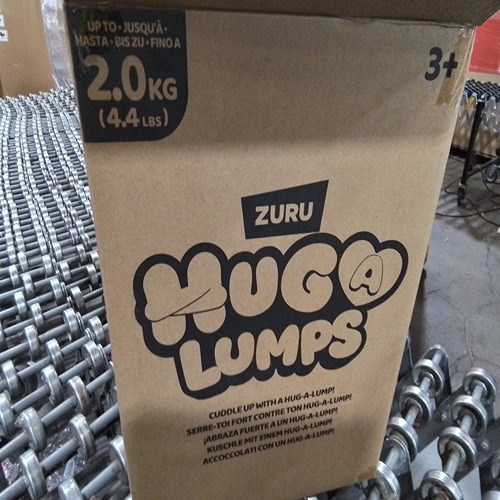 UP TO • JUSQU'À •
HASTA • BIS ZU • FINO A
2.0 KG
(4.4 LBS)
3+
ZURU
HUG A
LUMPS
CUDDLE UP WITH A HUG-A-LUMP!
SERRE-TOI FORT CONTRE TON HUG-A-LUMP!
¡ABRAZA FUERTE A UN HUG-A-LUMP!
KUSCHLE MIT EINEM HUG-A-LUMP!
ACCOCCOLATI CON UN HUG-A-LUMP!